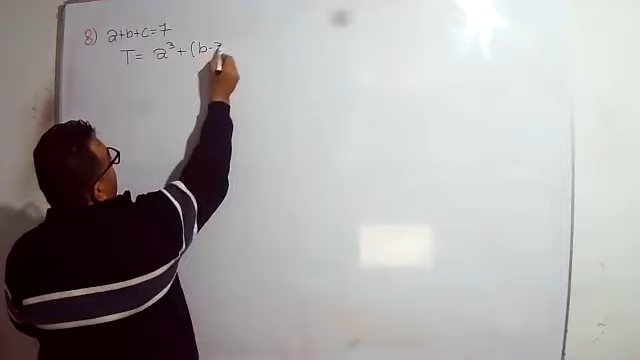 8) a+b+c=7
T= a³+(b-